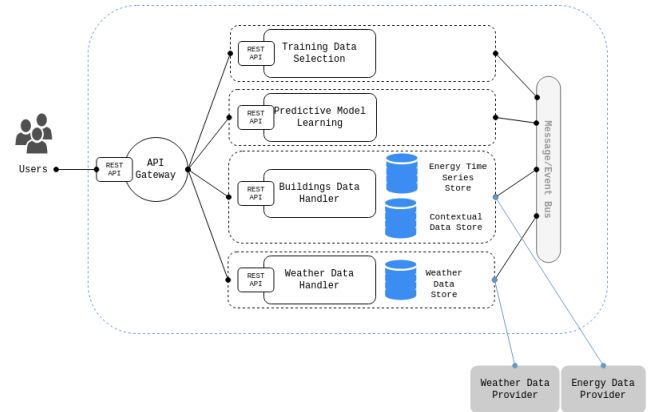 REST
API
Training Data
Selection
REST
API
Predictive Model
Learning
Users
REST
API
API
Gateway
REST
API
Buildings Data
Handler
Energy Time
Series
Store
Contextual
Data Store
REST
API
Weather Data
Handler
Weather
Data
Store
Message/Event Bus
Weather Data
Provider
Energy Data
Provider